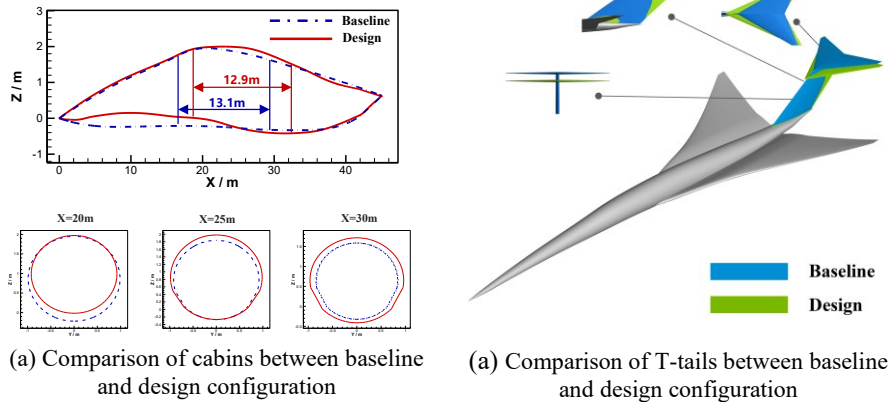 3
2
1
0
-1
Z / m
Baseline
Design
12.9m
13.1m
0
10
20
30
40
X / m
X=20m
X=25m
X=30m
Z / m
Y / m
Z / m
Y / m
Z / m
Y / m
(a) Comparison of cabins between baseline
and design configuration
Baseline
Design
(a) Comparison of T-tails between baseline
and design configuration